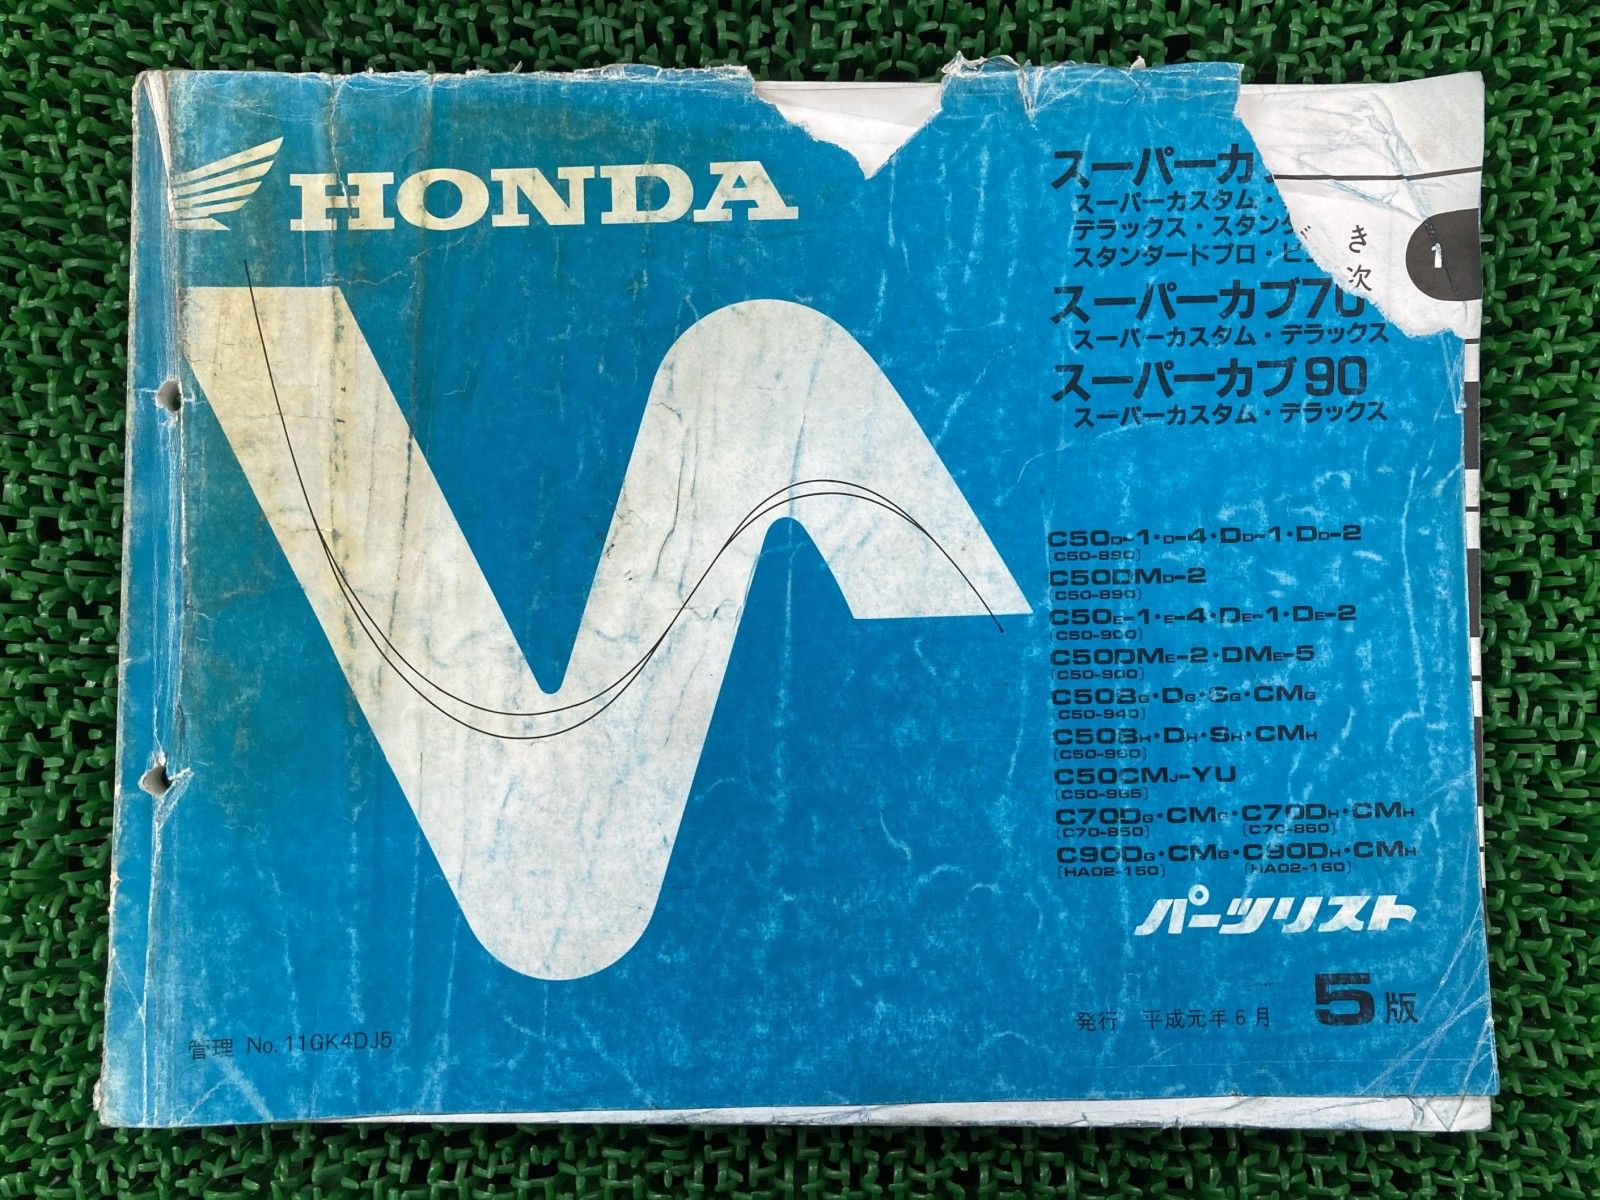 HONDA
スーパーカ
スーパーカスタム・
デラックス・スタン
スタンダードプロ・ビ
き
次
1
スーパーカブ70
スーパーカスタム・デラックス
スーパーカブ90
スーパーカスタム・デラックス
C50D-1・D-4・DD-1・DD-2
(C50-890)
C50DMD-2
(C50-890)
C50E-1・E-4・DE-1・DE-2
(C50-900)
C50DME-2・DME-5
(C50-900)
C50BG・DG・SG・CMG
(C50-940)
C50BH・DH・SH・CMH
(C50-960)
C50CMJ-YU
(C50-965)
C70DG・CMG・C70DH・CMH
(C70-850) (C70-860)
C90DG・CMG・C90DH・CMH
(HA02-150) (HA02-160)
パーツリスト
発行 平成元年6月 5版
管理 No. 11GK4DJ5